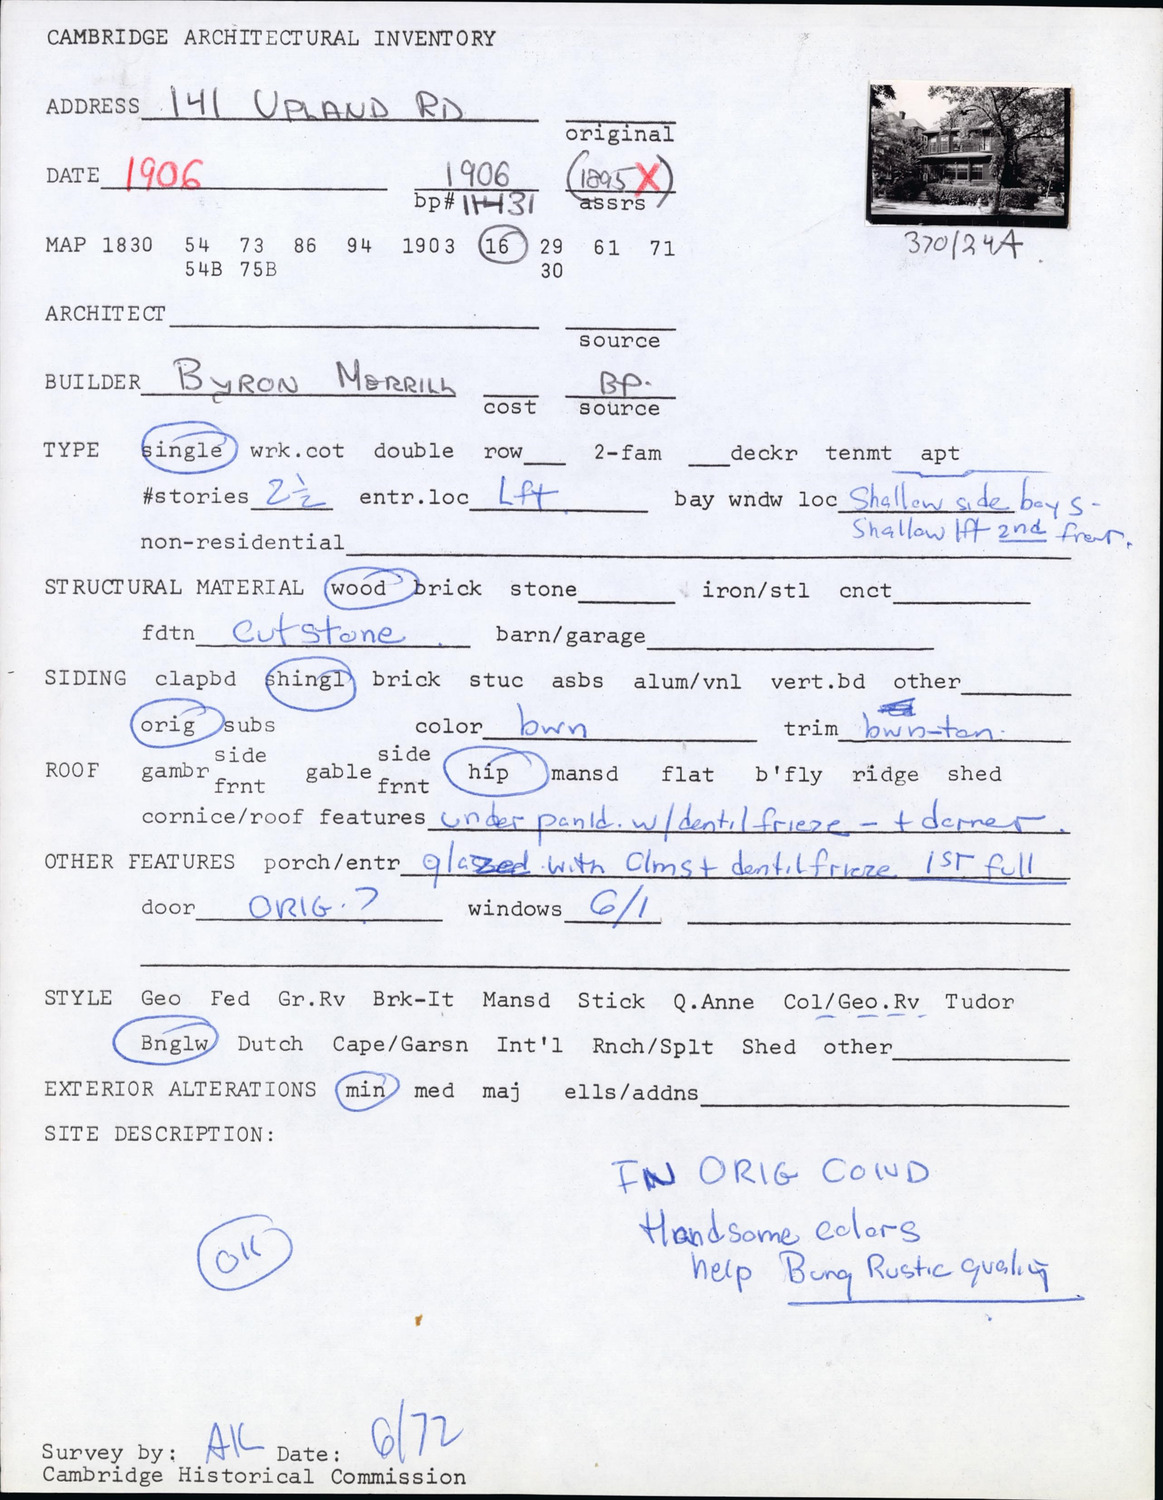 CAMBRIDGE ARCHITECTURAL INVENTORY
ADDRESS 141 UPLAND RD
original
DATE 1906 1906 (1895 X)
bp# 11431 assrs
370/24A
MAP 1830 54 73 86 94 1903 16 29 61 71
54B 75B 30
ARCHITECT
source
BUILDER BYRON MERRILL BP.
cost source
TYPE single wrk.cot double row 2-fam deckr tenmt apt
#stories 2½ entr.loc Lft bay wndw loc Shallow side bays -
Shallow lft 2nd front.
non-residential
STRUCTURAL MATERIAL wood brick stone iron/stl cnct
fdtn Cut stone barn/garage
SIDING clapbd shingl brick stuc asbs alum/vnl vert.bd other
orig subs color bwn trim bwn-tan
side side
ROOF gambr gable hip mansd flat b'fly ridge shed
frnt frnt
cornice/roof features under panld. w/dentil frieze - + dormer.
OTHER FEATURES porch/entr glazed with Clms + dentil frieze 1ST full
door ORIG.? windows 6/1
STYLE Geo Fed Gr.Rv Brk-It Mansd Stick Q.Anne Col/Geo.Rv Tudor
Bnglw Dutch Cape/Garsn Int'l Rnch/Splt Shed other
EXTERIOR ALTERATIONS min med maj ells/addns
SITE DESCRIPTION:
IN ORIG COND
Handsome colors
help Bung Rustic quality
OK
Survey by: AK Date: 6/72
Cambridge Historical Commission